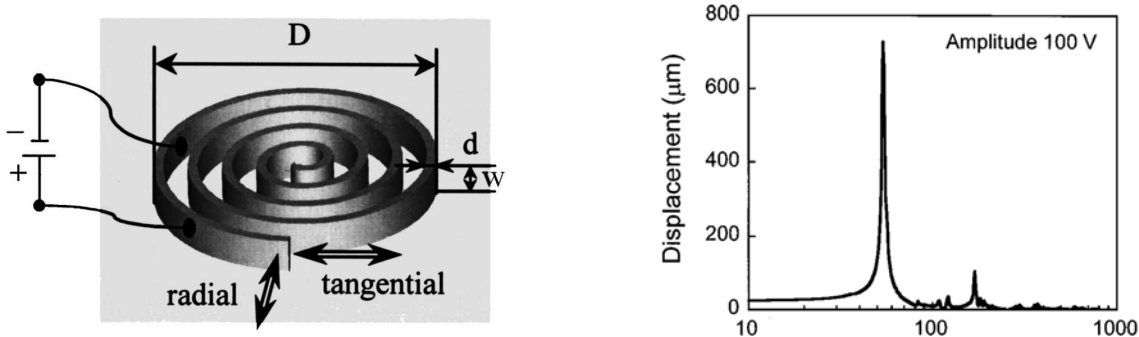 D
−
+
d
w
radial
tangential
800
600
400
200
0
Displacement (μm)
Amplitude 100 V
10
100
1000